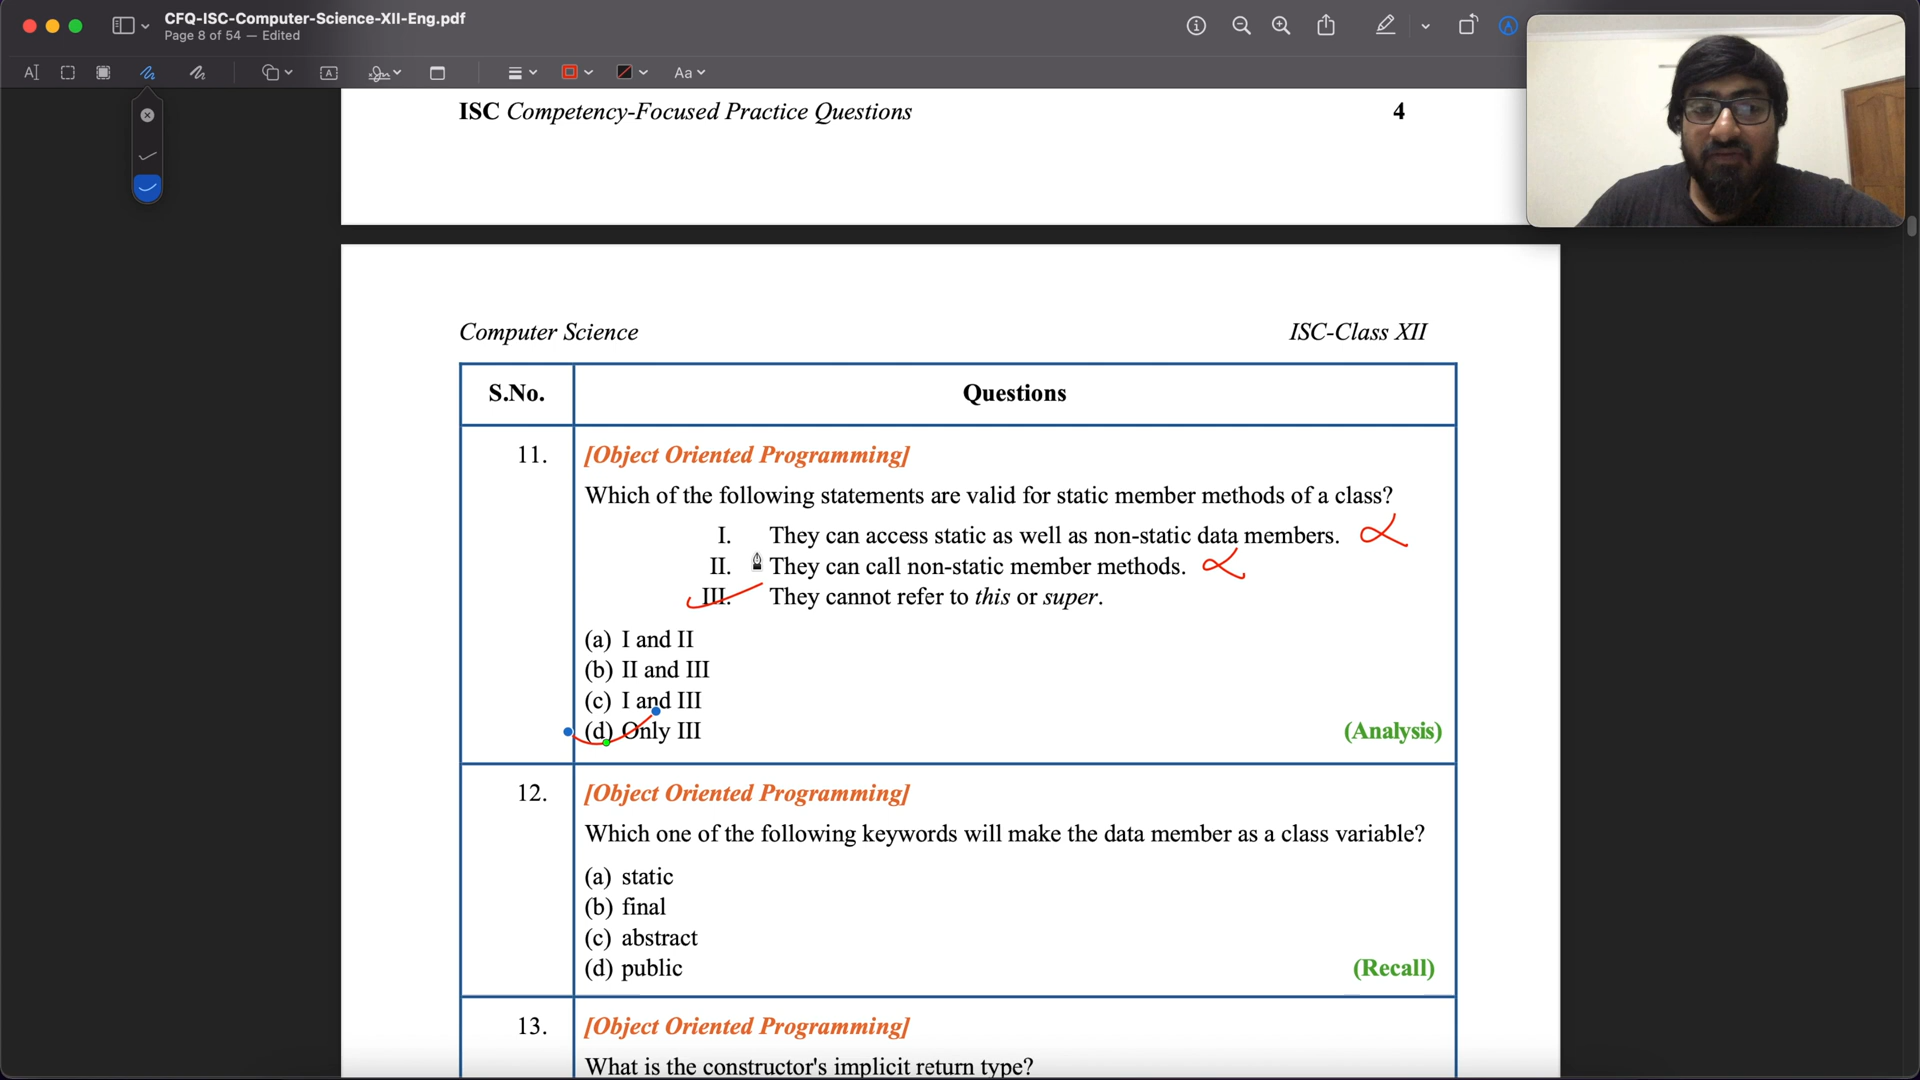 CFQ-ISC-Computer-Science-XII-Eng.pdf
Page 8 of 54 — Edited
Aa
ISC Competency-Focused Practice Questions 4
Computer Science ISC-Class XII
S.No. Questions
11. [Object Oriented Programming]
Which of the following statements are valid for static member methods of a class?
I. They can access static as well as non-static data members.
II. They can call non-static member methods.
III. They cannot refer to this or super.
(a) I and II
(b) II and III
(c) I and III
(d) Only III (Analysis)
12. [Object Oriented Programming]
Which one of the following keywords will make the data member as a class variable?
(a) static
(b) final
(c) abstract
(d) public (Recall)
13. [Object Oriented Programming]
What is the constructor's implicit return type?